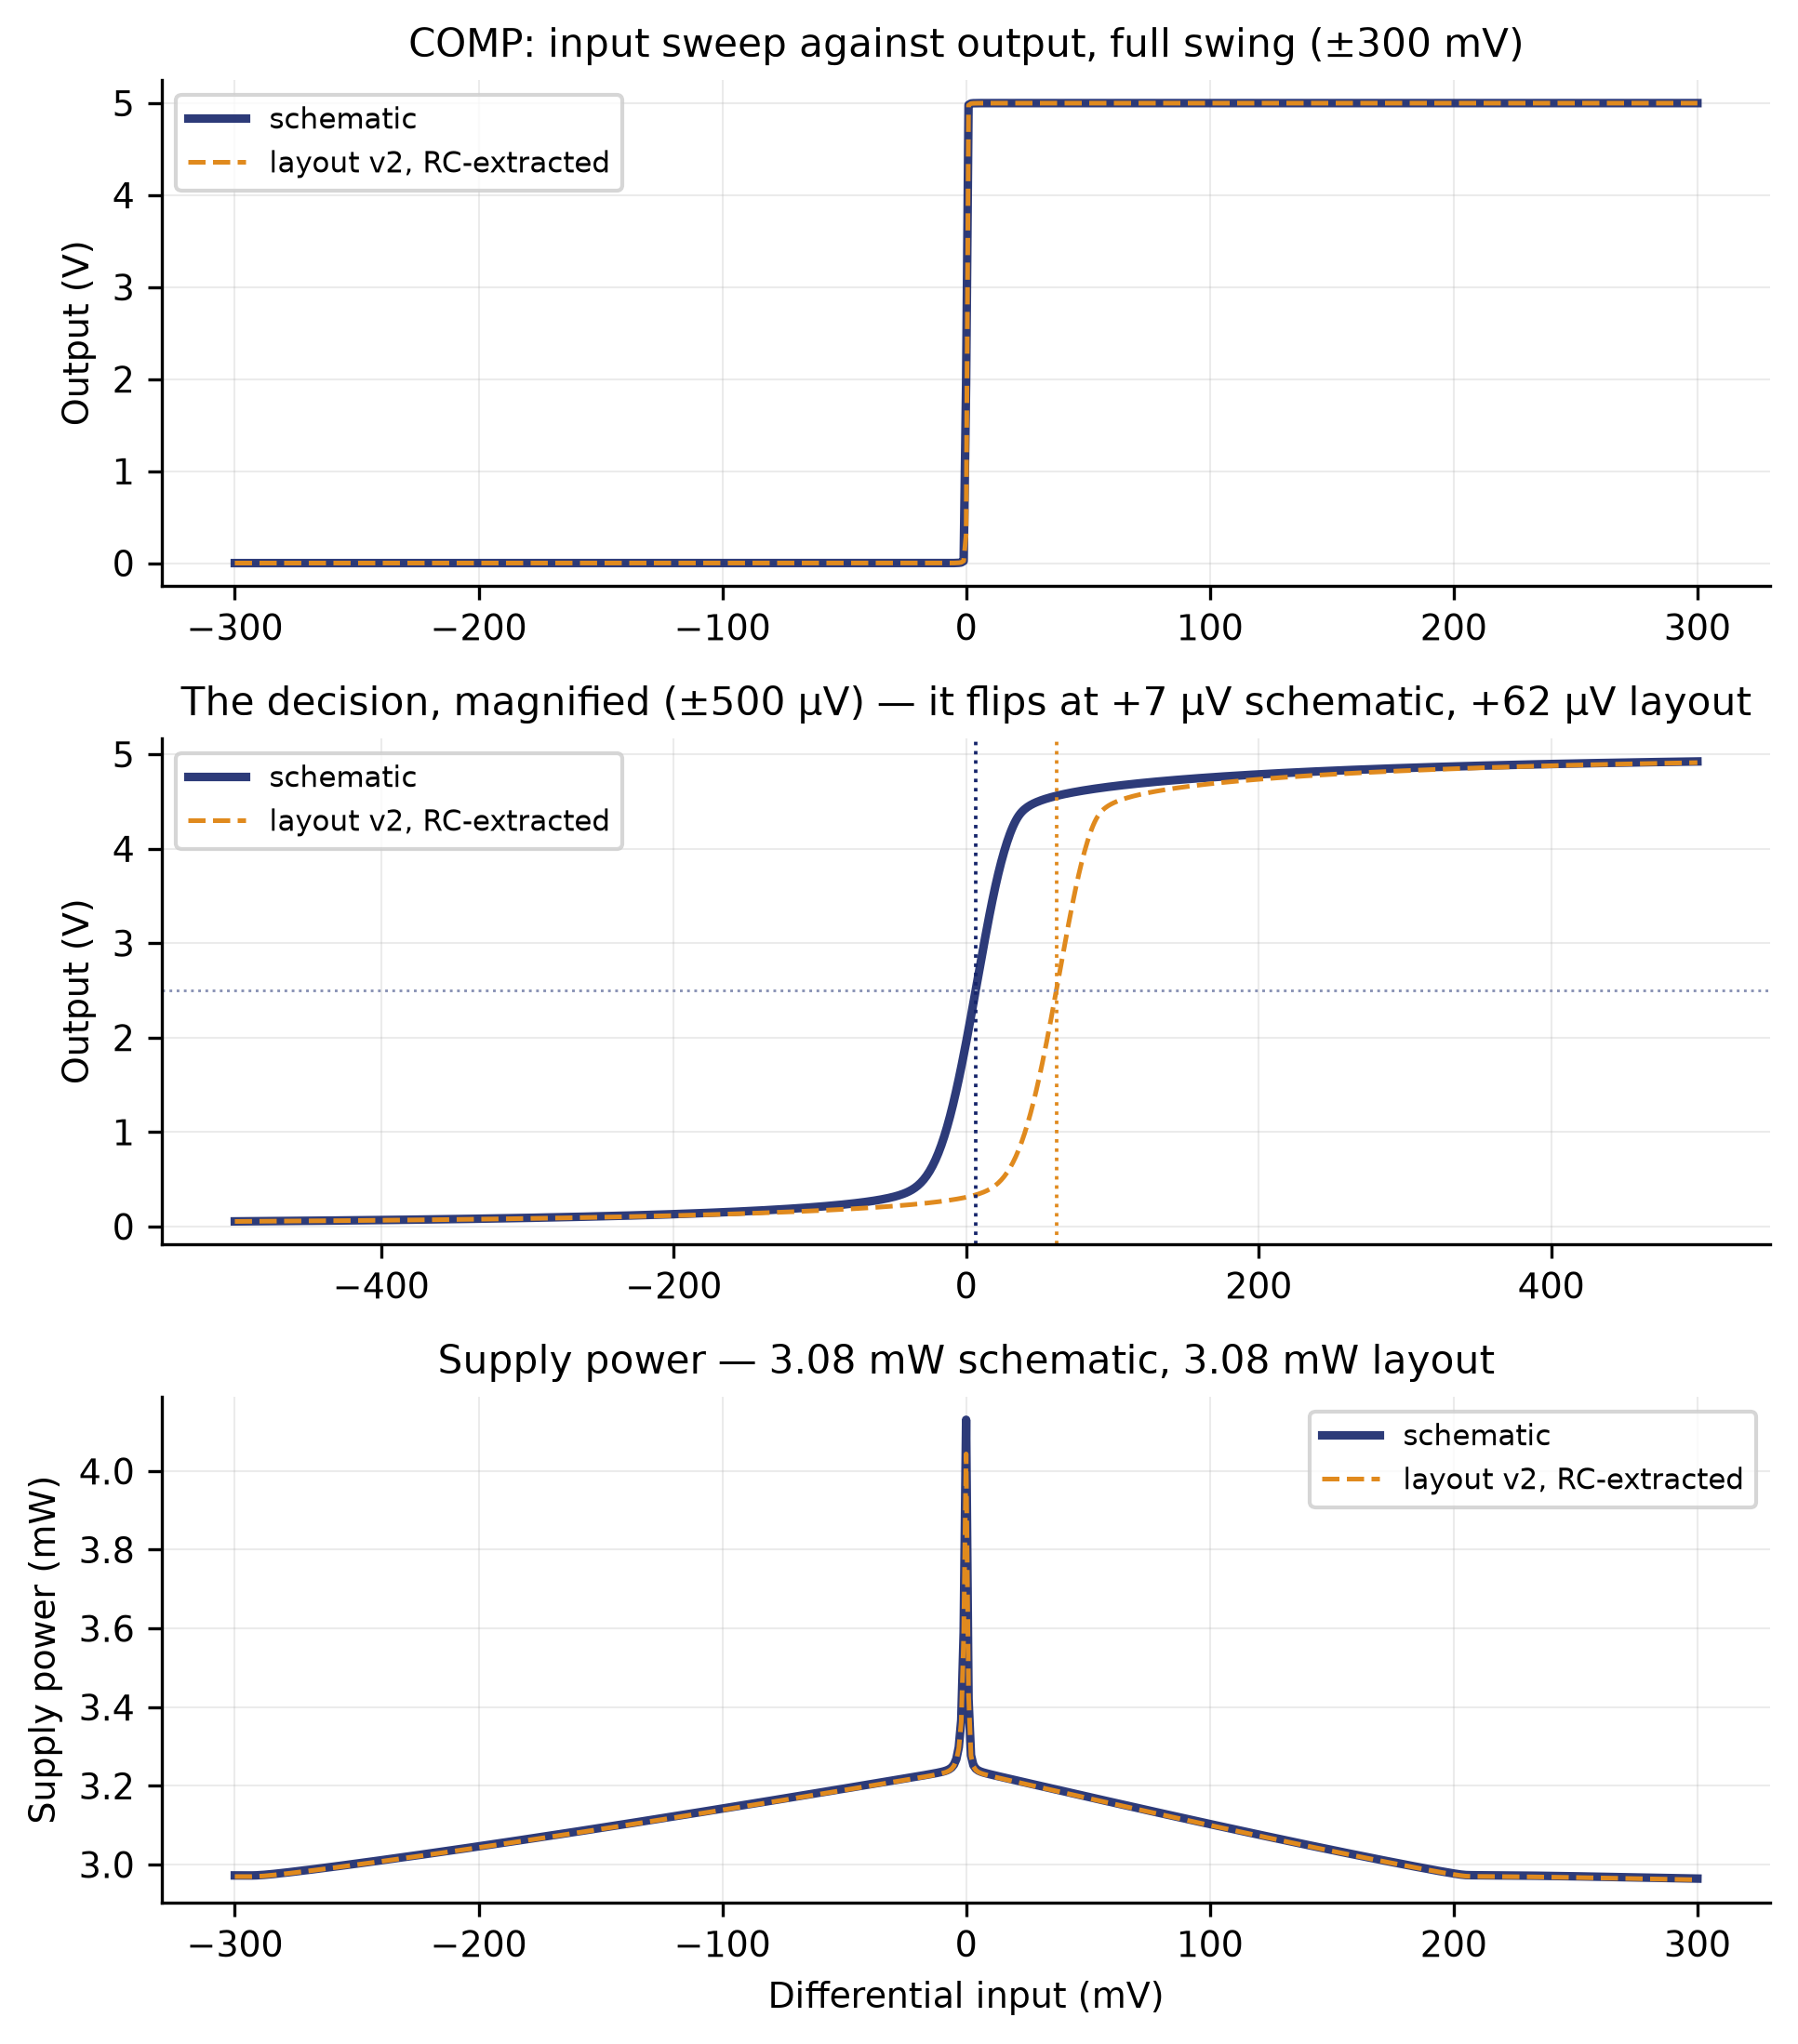 COMP: input sweep against output, full swing (±300 mV)
schematic
layout v2, RC-extracted
Output (V)
5
4
3
2
1
0
−300 −200 −100 0 100 200 300
The decision, magnified (±500 µV) — it flips at +7 µV schematic, +62 µV layout
schematic
layout v2, RC-extracted
Output (V)
5
4
3
2
1
0
−400 −200 0 200 400
Supply power — 3.08 mW schematic, 3.08 mW layout
schematic
layout v2, RC-extracted
Supply power (mW)
4.0
3.8
3.6
3.4
3.2
3.0
−300 −200 −100 0 100 200 300
Differential input (mV)